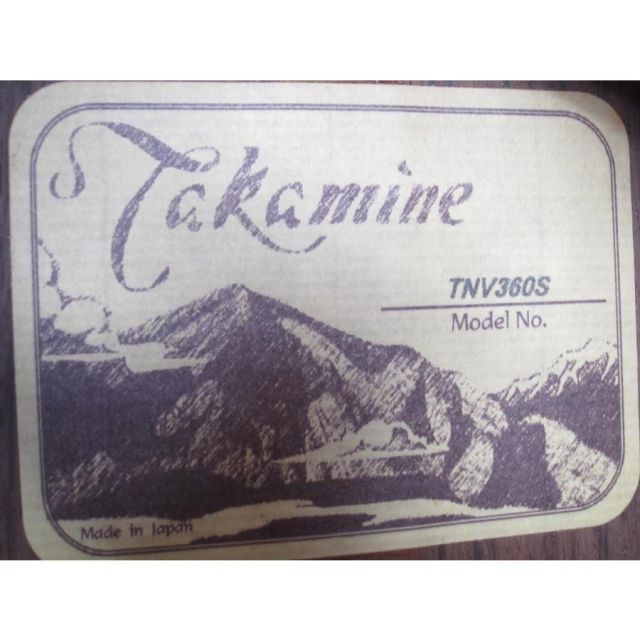 Takamine
TNV360S
Model No.
Made in Japan